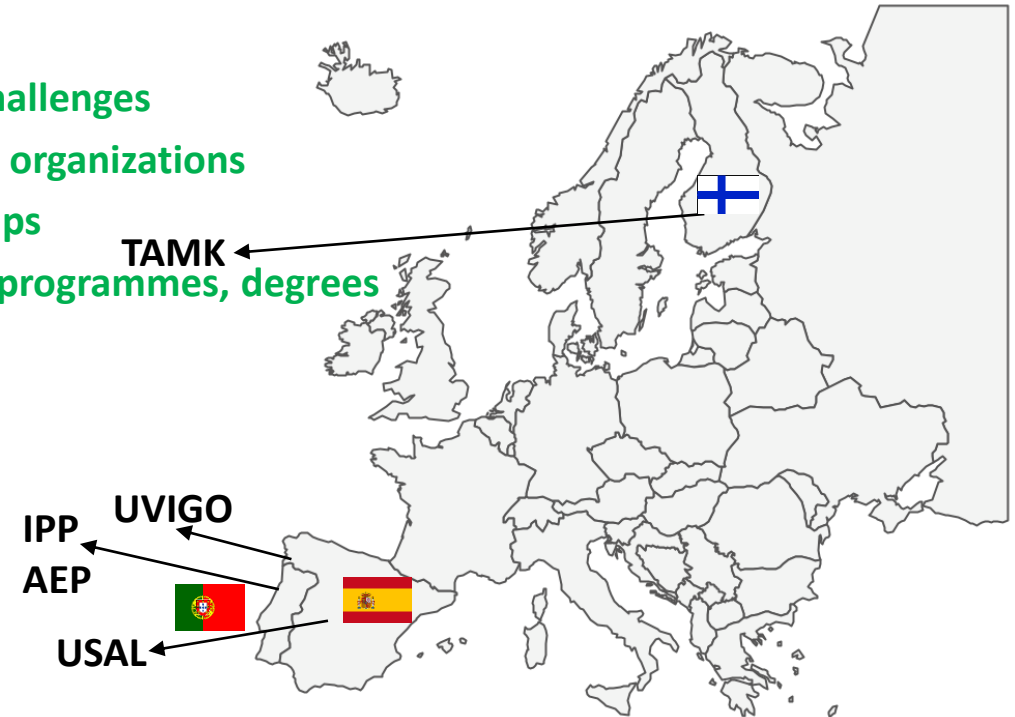 hallenges
organizations
ps
TAMK
programmes, degrees
UVIGO
IPP
AEP
USAL